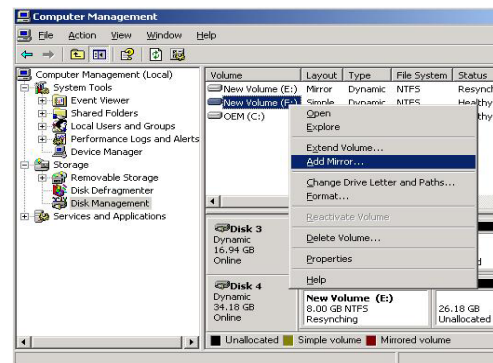 Computer Management
File Action View Window Help
Computer Management (Local)
System Tools
Event Viewer
Shared Folders
Local Users and Groups
Performance Logs and Alerts
Device Manager
Storage
Removable Storage
Disk Defragmenter
Disk Management
Services and Applications
Volume Layout Type File System Status
New Volume (E:) Mirror Dynamic NTFS Resynch
New Volume (F:) Simple Dynamic NTFS Healthy
OEM (C:) thy
Open
Explore
Extend Volume...
Add Mirror...
Change Drive Letter and Paths...
Format...
Reactivate Volume
Delete Volume...
Properties
Help
Disk 3
Dynamic
16.94 GB
Online
Disk 4
Dynamic
34.18 GB
Online
New Volume (E:)
8.00 GB NTFS
Resynching
26.18 GB
Unallocated
Unallocated Simple volume Mirrored volume